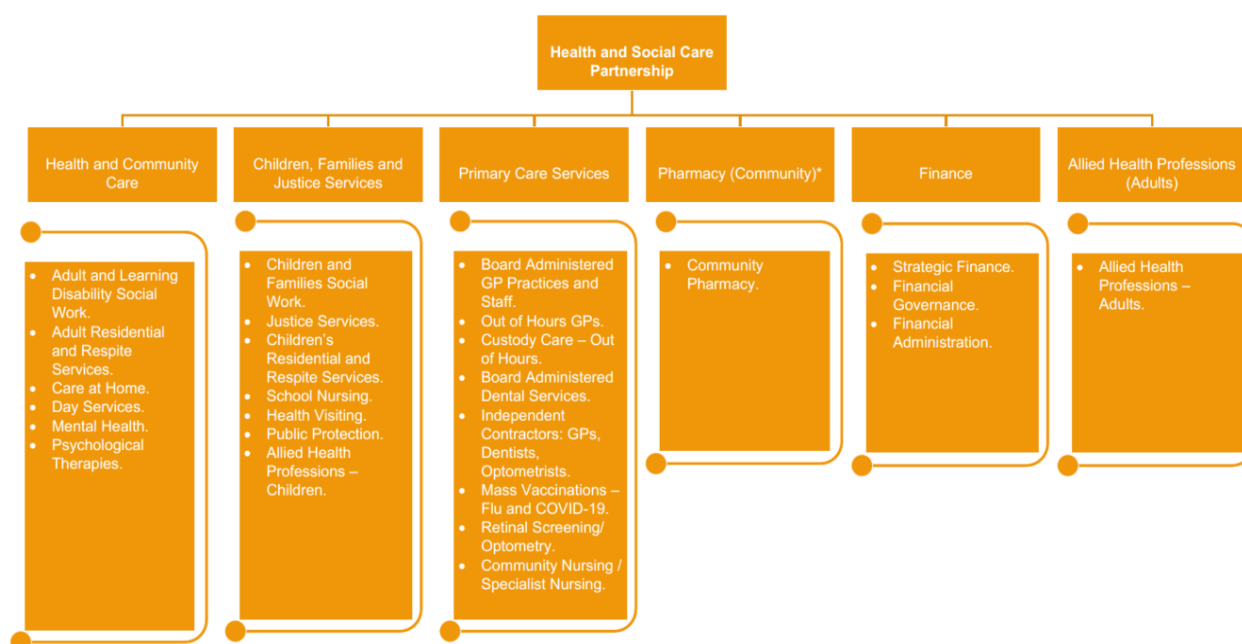 Health and Social Care
Partnership
Health and Community
Care
Children, Families and
Justice Services
Primary Care Services
Pharmacy (Community)*
Finance
Allied Health Professions
(Adults)
• Adult and Learning
Disability Social
Work.
• Adult Residential
and Respite
Services.
• Care at Home.
• Day Services.
• Mental Health.
• Psychological
Therapies.
• Children and
Families Social
Work.
• Justice Services.
• Children’s
Residential and
Respite Services.
• School Nursing.
• Health Visiting.
• Public Protection.
• Allied Health
Professions –
Children.
• Board Administered
GP Practices and
Staff.
• Out of Hours GPs.
• Custody Care – Out
of Hours.
• Board Administered
Dental Services.
• Independent
Contractors: GPs,
Dentists,
Optometrists.
• Mass Vaccinations –
Flu and COVID-19.
• Retinal Screening/
Optometry.
• Community Nursing /
Specialist Nursing.
• Community
Pharmacy.
• Strategic Finance.
• Financial
Governance.
• Financial
Administration.
• Allied Health
Professions –
Adults.